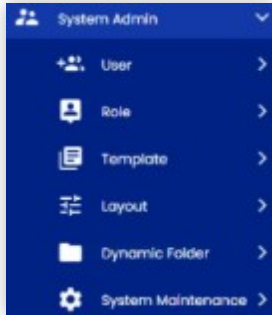 System Admin
User
Role
Template
Layout
Dynamic Folder
System Maintenance